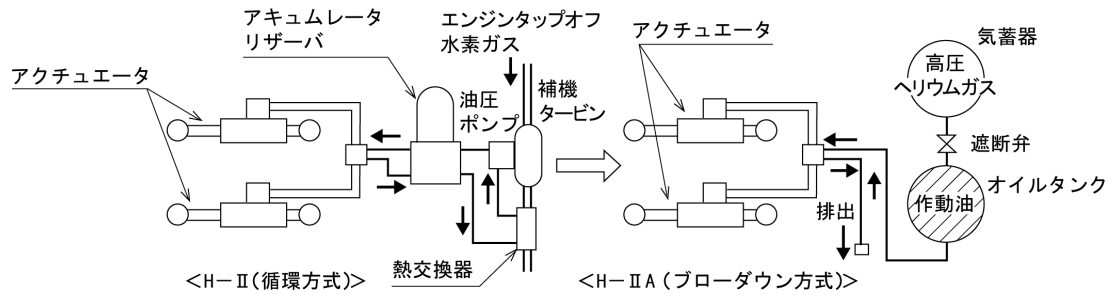 アクチュエータ
アキュムレータ
リザーバ
エンジンタップオフ
水素ガス
油圧
ポンプ
補機
タービン
熱交換器
<H-Ⅱ(循環方式)>
アクチュエータ
気蓄器
高圧
ヘリウムガス
遮断弁
オイルタンク
作動油
排出
<H-ⅡA(ブローダウン方式)>